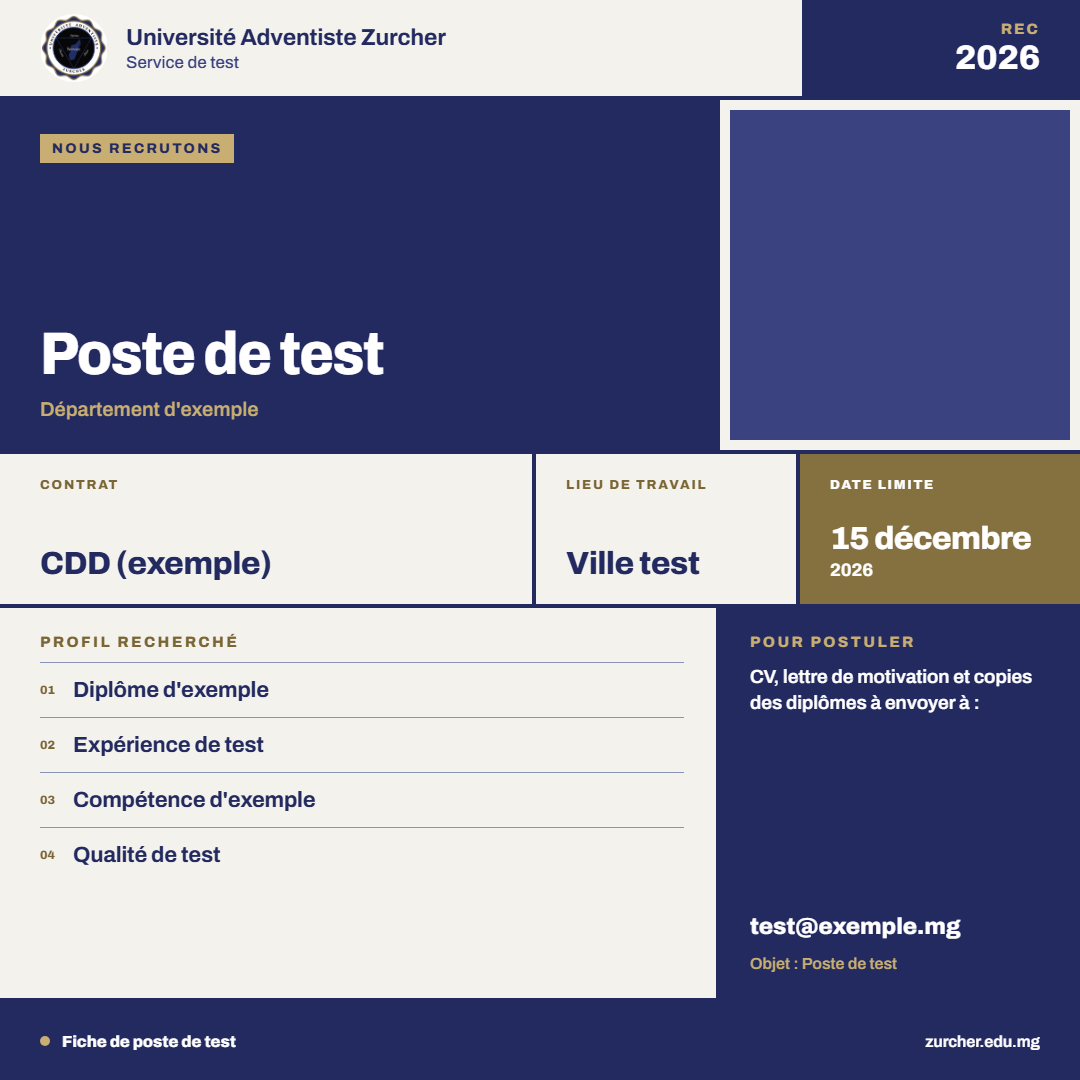 UNIVERSITÉ ADVENTISTE
ZURCHER
Université Adventiste Zurcher
Service de test
REC
2026
NOUS RECRUTONS
Poste de test
Département d'exemple
CONTRAT
CDD (exemple)
LIEU DE TRAVAIL
Ville test
DATE LIMITE
15 décembre
2026
PROFIL RECHERCHÉ
01 Diplôme d'exemple
02 Expérience de test
03 Compétence d'exemple
04 Qualité de test
POUR POSTULER
CV, lettre de motivation et copies
des diplômes à envoyer à :
test@exemple.mg
Objet : Poste de test
Fiche de poste de test
zurcher.edu.mg